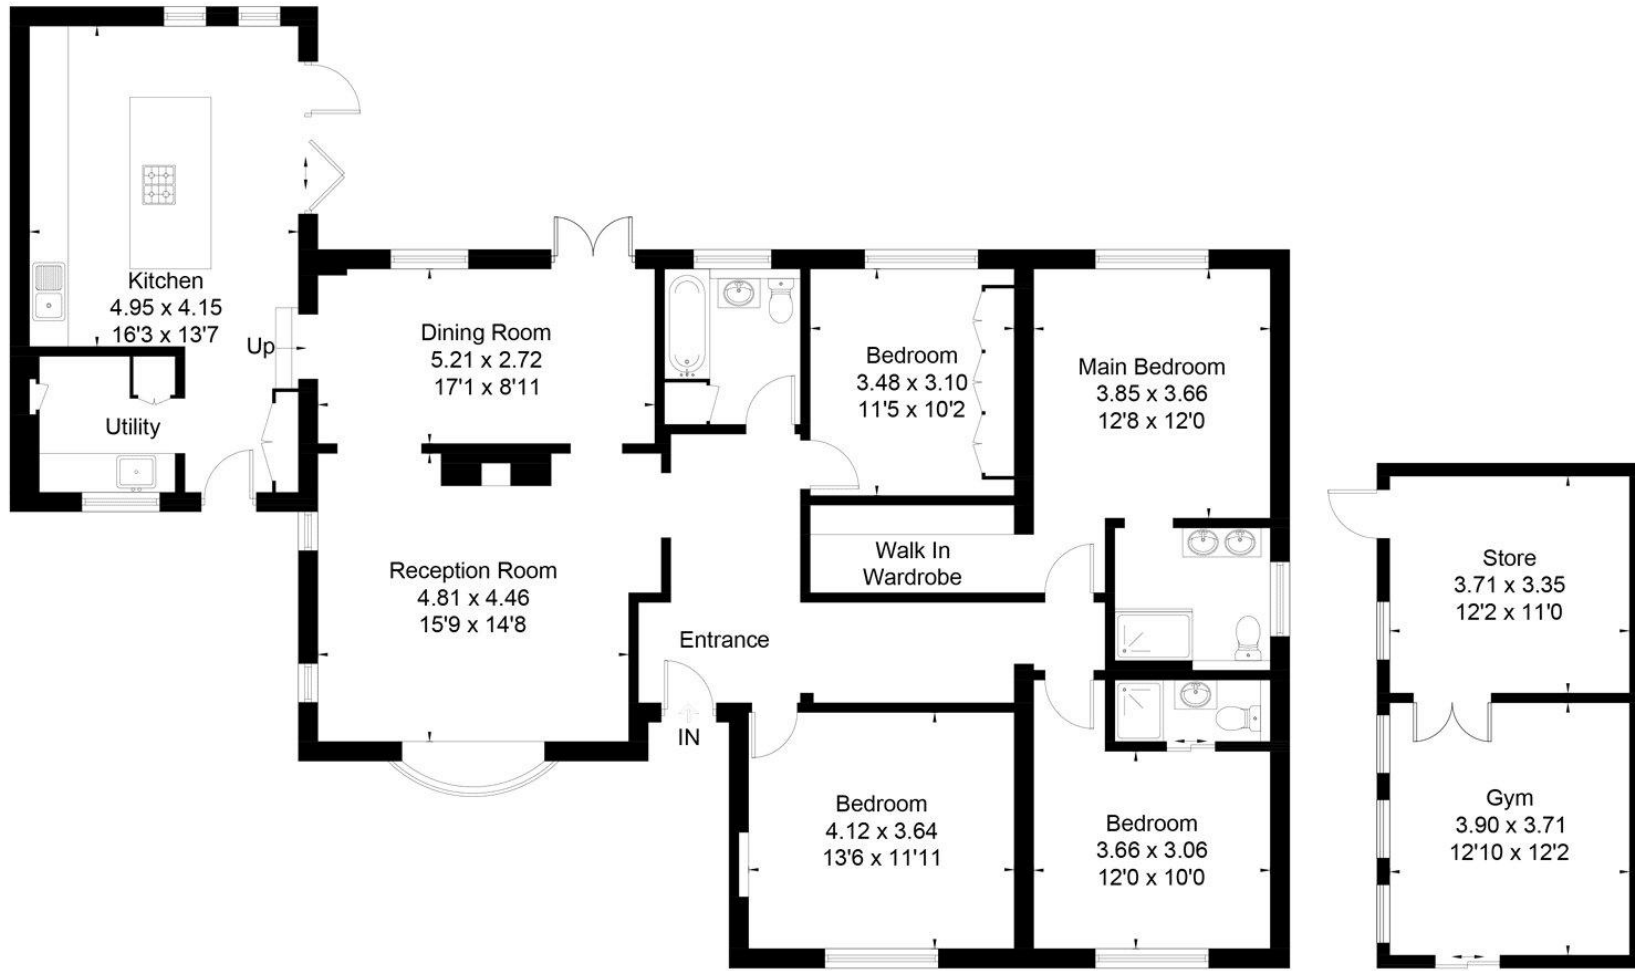 Kitchen
4.95 x 4.15
16'3 x 13'7
Up
Utility
Dining Room
5.21 x 2.72
17'1 x 8'11
Bedroom
3.48 x 3.10
11'5 x 10'2
Main Bedroom
3.85 x 3.66
12'8 x 12'0
Walk In
Wardrobe
Reception Room
4.81 x 4.46
15'9 x 14'8
Entrance
IN
Bedroom
4.12 x 3.64
13'6 x 11'11
Bedroom
3.66 x 3.06
12'0 x 10'0
Store
3.71 x 3.35
12'2 x 11'0
Gym
3.90 x 3.71
12'10 x 12'2